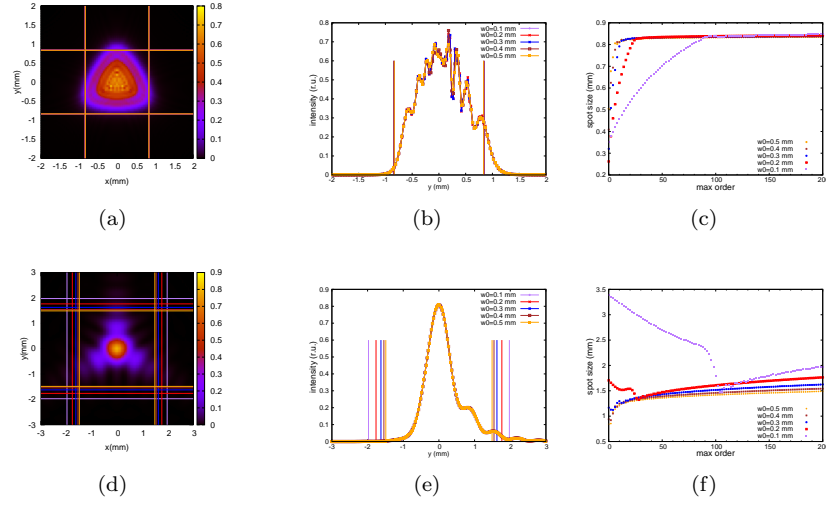 2
1.5
1
0.5
0
-0.5
-1
-1.5
-2
y(mm)
-2 -1.5 -1 -0.5 0 0.5 1 1.5 2
x(mm)
0.9
0.8
0.7
0.6
0.5
0.4
0.3
0.2
0.1
0
(a)
w0=0.1 mm
w0=0.2 mm
w0=0.3 mm
w0=0.4 mm
w0=0.5 mm
0.8
0.7
0.6
0.5
0.4
0.3
0.2
0.1
0
intensity (r.u.)
-2 -1.5 -1 -0.5 0 0.5 1 1.5 2
y (mm)
(b)
0.9
0.8
0.7
0.6
0.5
0.4
0.3
0.2
spot size (mm)
w0=0.5 mm
w0=0.4 mm
w0=0.3 mm
w0=0.2 mm
w0=0.1 mm
0 50 100 150 200
max order
(c)
3
2
1
0
-1
-2
-3
y(mm)
-3 -2 -1 0 1 2 3
x(mm)
0.9
0.8
0.7
0.6
0.5
0.4
0.3
0.2
0.1
0
(d)
w0=0.1 mm
w0=0.2 mm
w0=0.3 mm
w0=0.4 mm
w0=0.5 mm
0.9
0.8
0.7
0.6
0.5
0.4
0.3
0.2
0.1
0
intensity (r.u.)
-3 -2 -1 0 1 2 3
y (mm)
(e)
3.5
3
2.5
2
1.5
1
0.5
spot size (mm)
w0=0.5 mm
w0=0.4 mm
w0=0.3 mm
w0=0.2 mm
w0=0.1 mm
0 50 100 150 200
max order
(f)